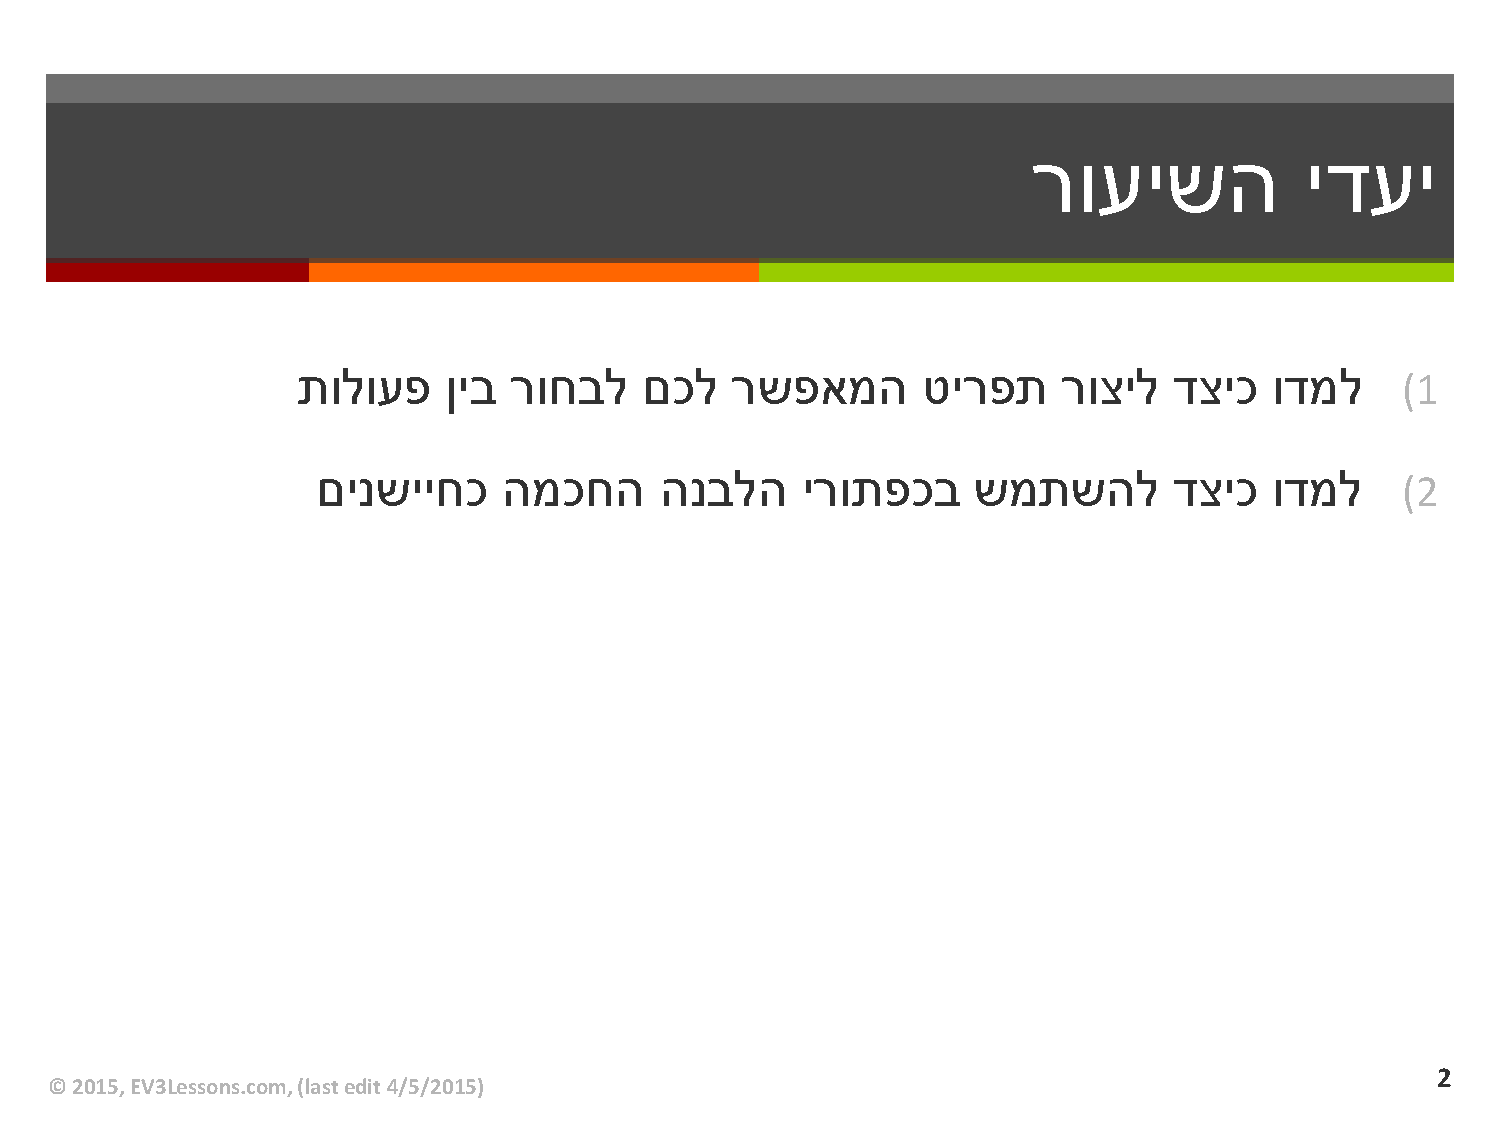 יעדי השיעור
1) למדו כיצד ליצור תפריט המאפשר לכם לבחור בין פעולות
2) למדו כיצד להשתמש בכפתורי הלבנה החכמה כחיישנים
© 2015, EV3Lessons.com, (last edit 4/5/2015)
2